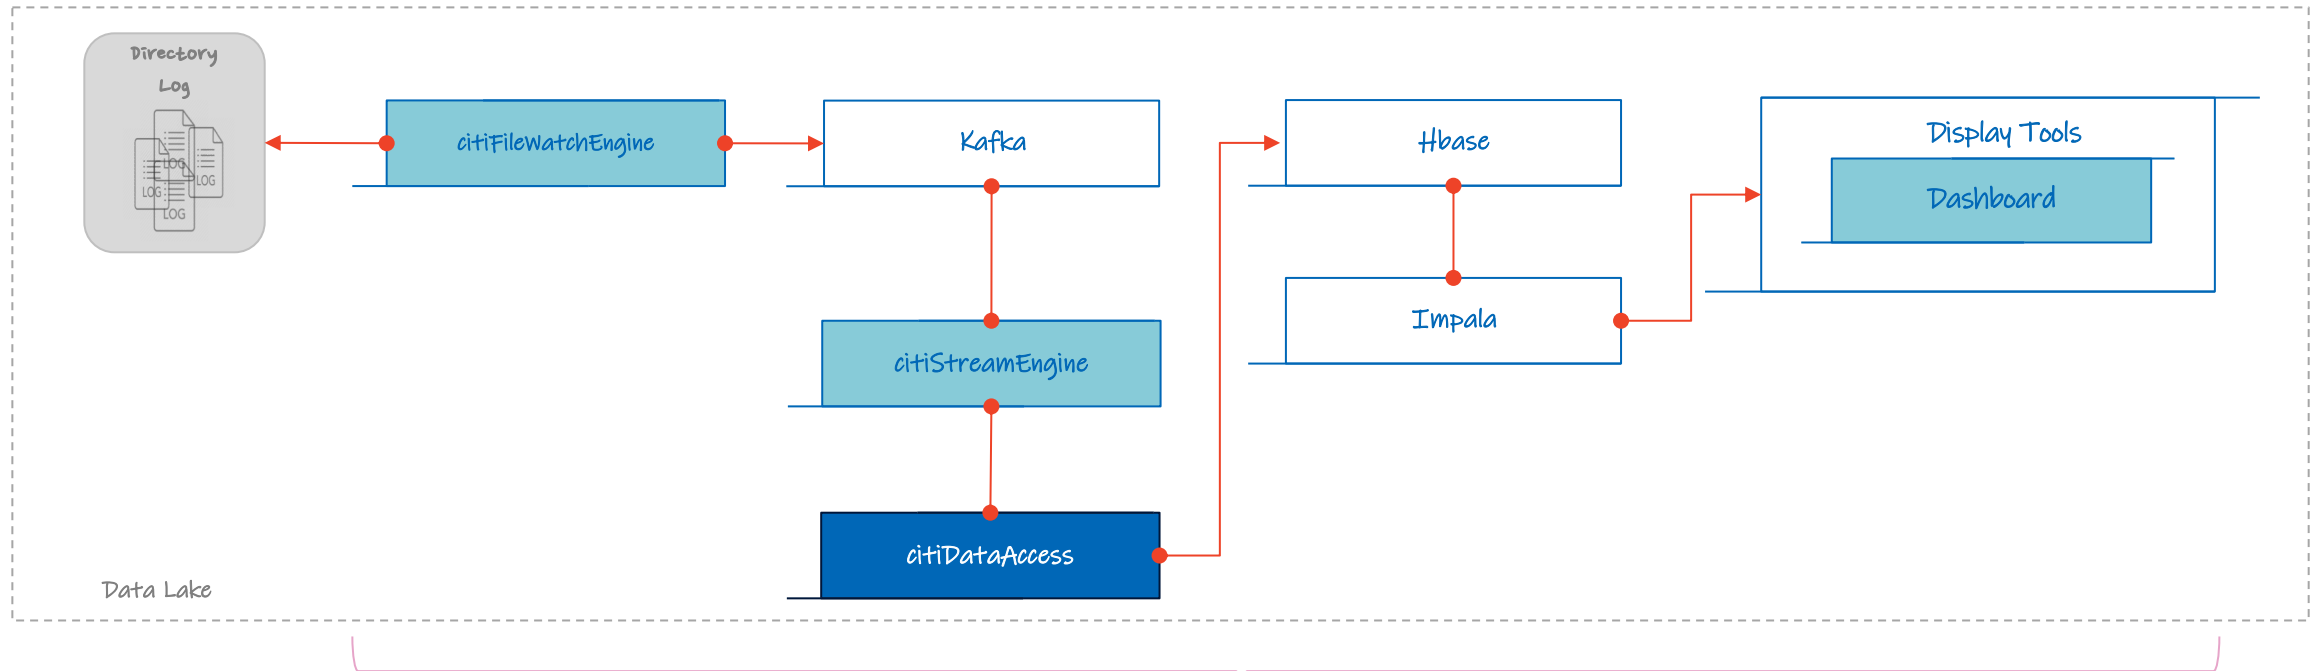 Directory
Log
LOG
LOG
LOG
LOG
citiFileWatchEngine
Kafka
Hbase
Display Tools
Dashboard
Impala
citiStreamEngine
citiDataAccess
Data Lake